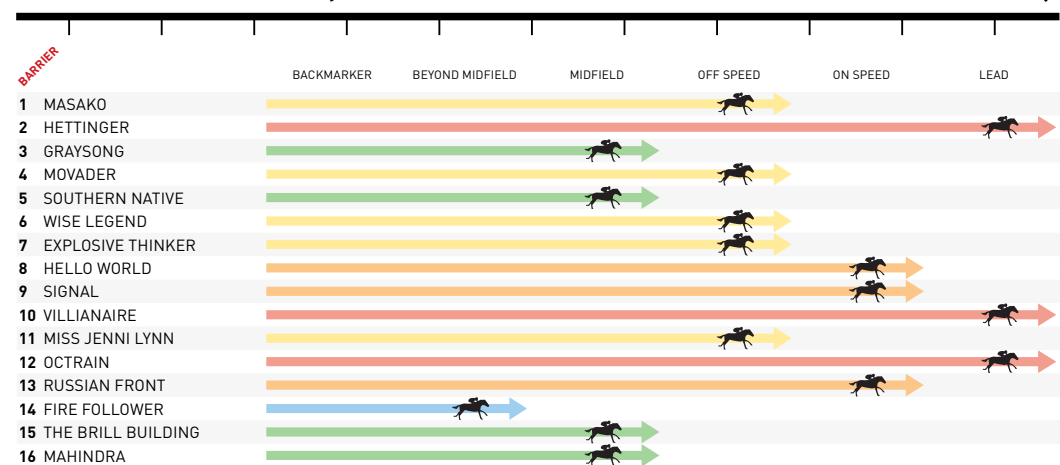 BARRIER
BACKMARKER BEYOND MIDFIELD MIDFIELD OFF SPEED ON SPEED LEAD
1 MASAKO
2 HETTINGER
3 GRAYSONG
4 MOVADER
5 SOUTHERN NATIVE
6 WISE LEGEND
7 EXPLOSIVE THINKER
8 HELLO WORLD
9 SIGNAL
10 VILLIANAIRE
11 MISS JENNI LYNN
12 OCTRAIN
13 RUSSIAN FRONT
14 FIRE FOLLOWER
15 THE BRILL BUILDING
16 MAHINDRA